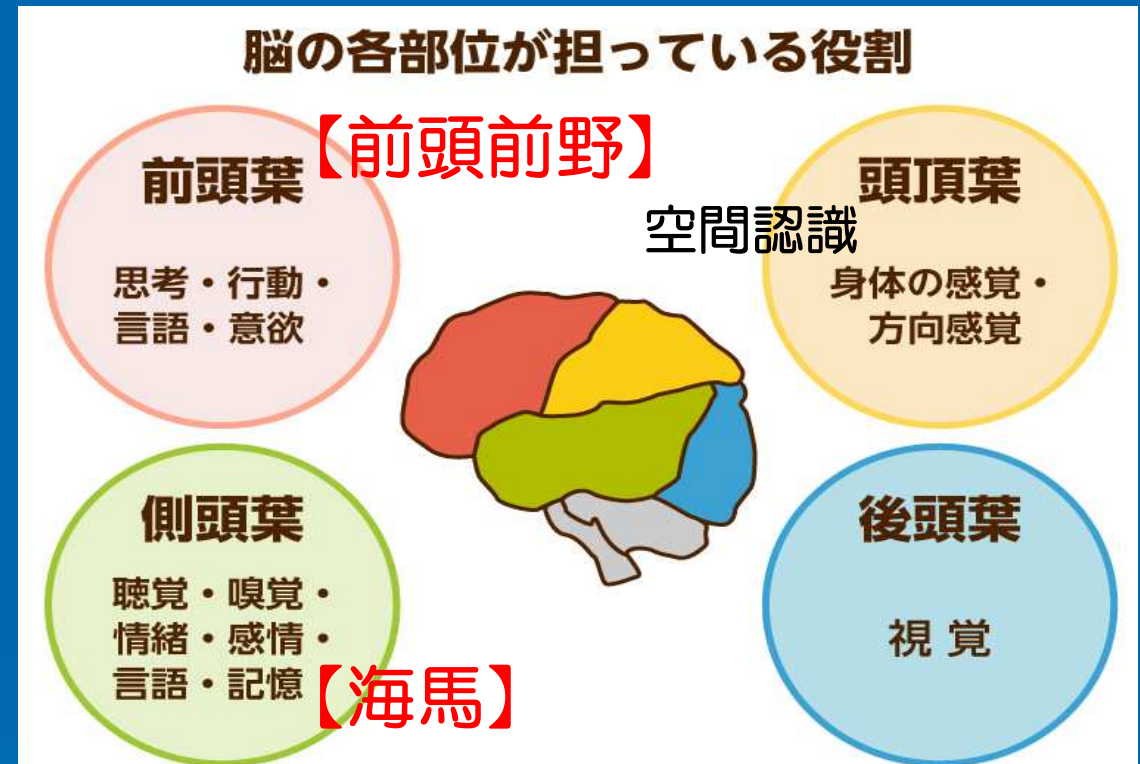 脳の各部位が担っている役割
前頭葉
【前頭前野】
思考・行動・
言語・意欲
頭頂葉
空間認識
身体の感覚・
方向感覚
側頭葉
聴覚・嗅覚・
情緒・感情・
言語・記憶
【海馬】
後頭葉
視覚